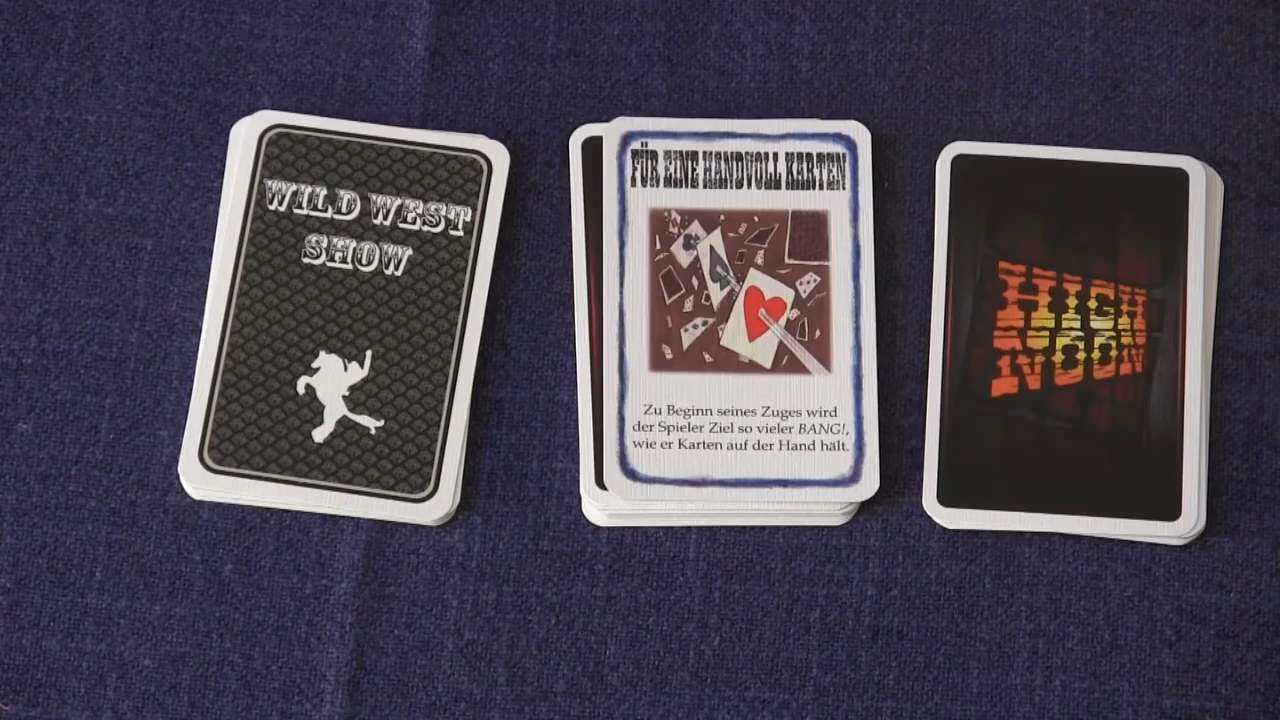 WILD WEST
SHOW
FÜR EINE HANDVOLL KARTEN
Zu Beginn seines Zuges wird
der Spieler Ziel so vieler BANG!,
wie er Karten auf der Hand hält.
HIGH
NOON